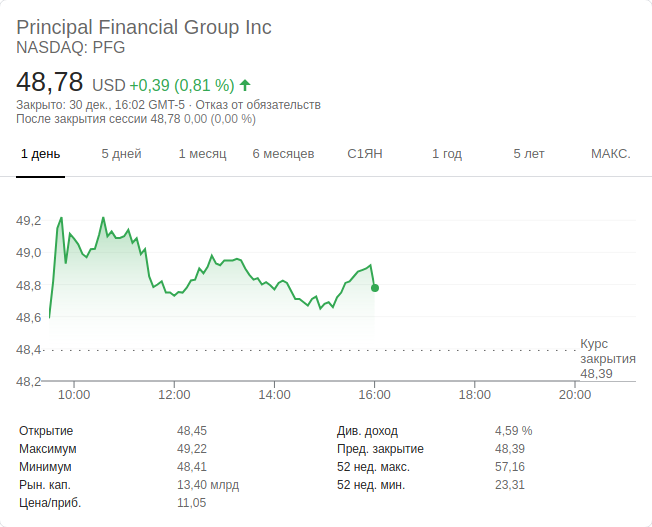 Principal Financial Group Inc
NASDAQ: PFG
48,78 USD +0,39 (0,81 %)
Закрыто: 30 дек., 16:02 GMT-5 · Отказ от обязательств
После закрытия сессии 48,78 0,00 (0,00 %)
1 день 5 дней 1 месяц 6 месяцев С1ЯН 1 год 5 лет МАКС.
49,2
49,0
48,8
48,6
48,4
48,2
Курс
закрытия
48,39
10:00 12:00 14:00 16:00 18:00 20:00
Открытие 48,45 Див. доход 4,59 %
Максимум 49,22 Пред. закрытие 48,39
Минимум 48,41 52 нед. макс. 57,16
Рын. кап. 13,40 млрд 52 нед. мин. 23,31
Цена/приб. 11,05